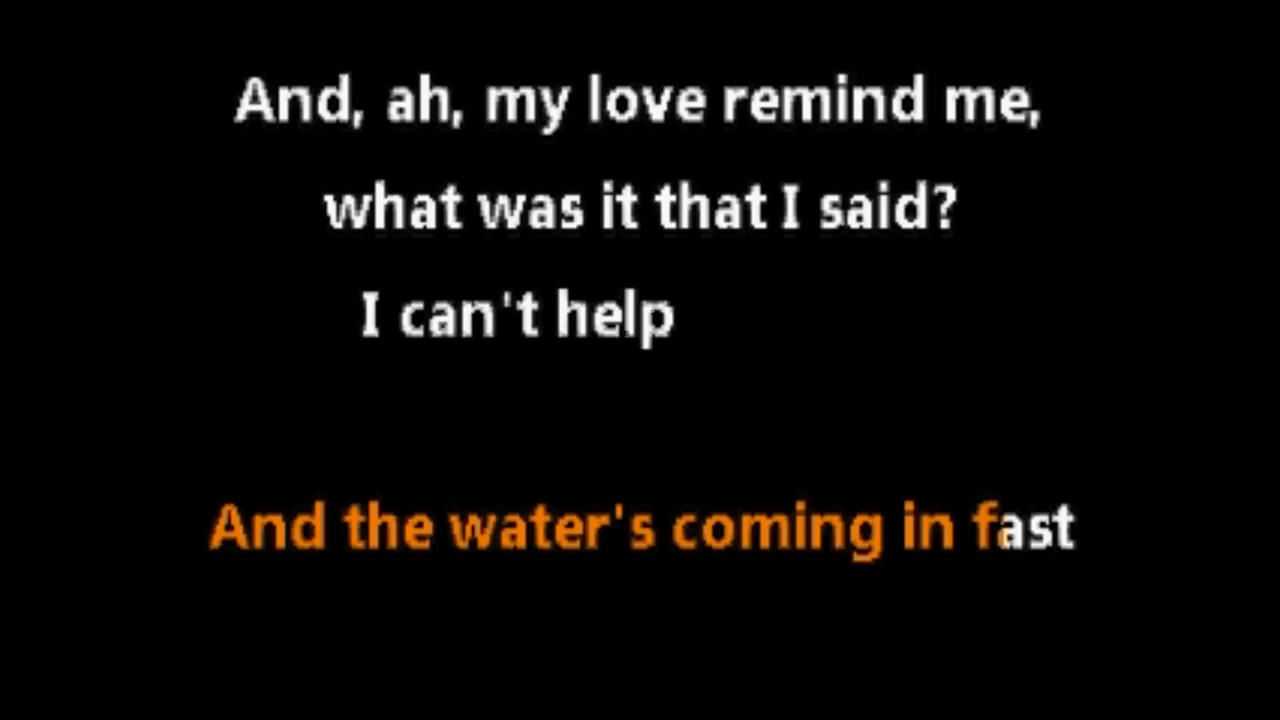 And, ah, my love remind me,
what was it that I said?
I can't help
And the water's coming in fast